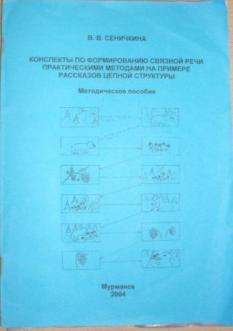 В. В. СЕНИЧКИНА
КОНСПЕКТЫ ПО ФОРМИРОВАНИЮ СВЯЗНОЙ РЕЧИ
ПРАКТИЧЕСКИМИ МЕТОДАМИ НА ПРИМЕРЕ
РАССКАЗОВ ЦЕПНОЙ СТРУКТУРЫ
Методическое пособие
Мурманск
2004